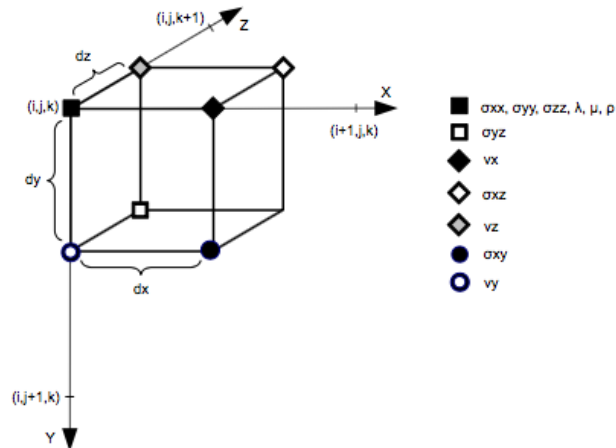 (i,j,k+1)
Z
dz
X
(i,j,k)
(i+1,j,k)
dy
dx
(i,j+1,k)
Y
σxx, σyy, σzz, λ, μ, ρ
σyz
vx
σxz
vz
σxy
vy